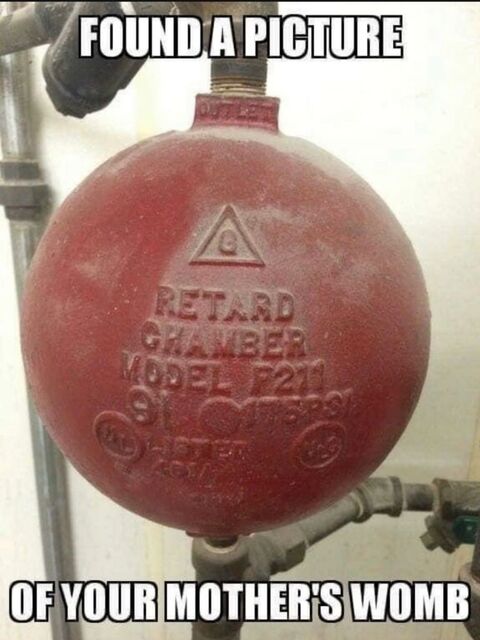 FOUND A PICTURE
OUTLET
G
RETARD
CHAMBER
MODEL F211
OF YOUR MOTHER'S WOMB